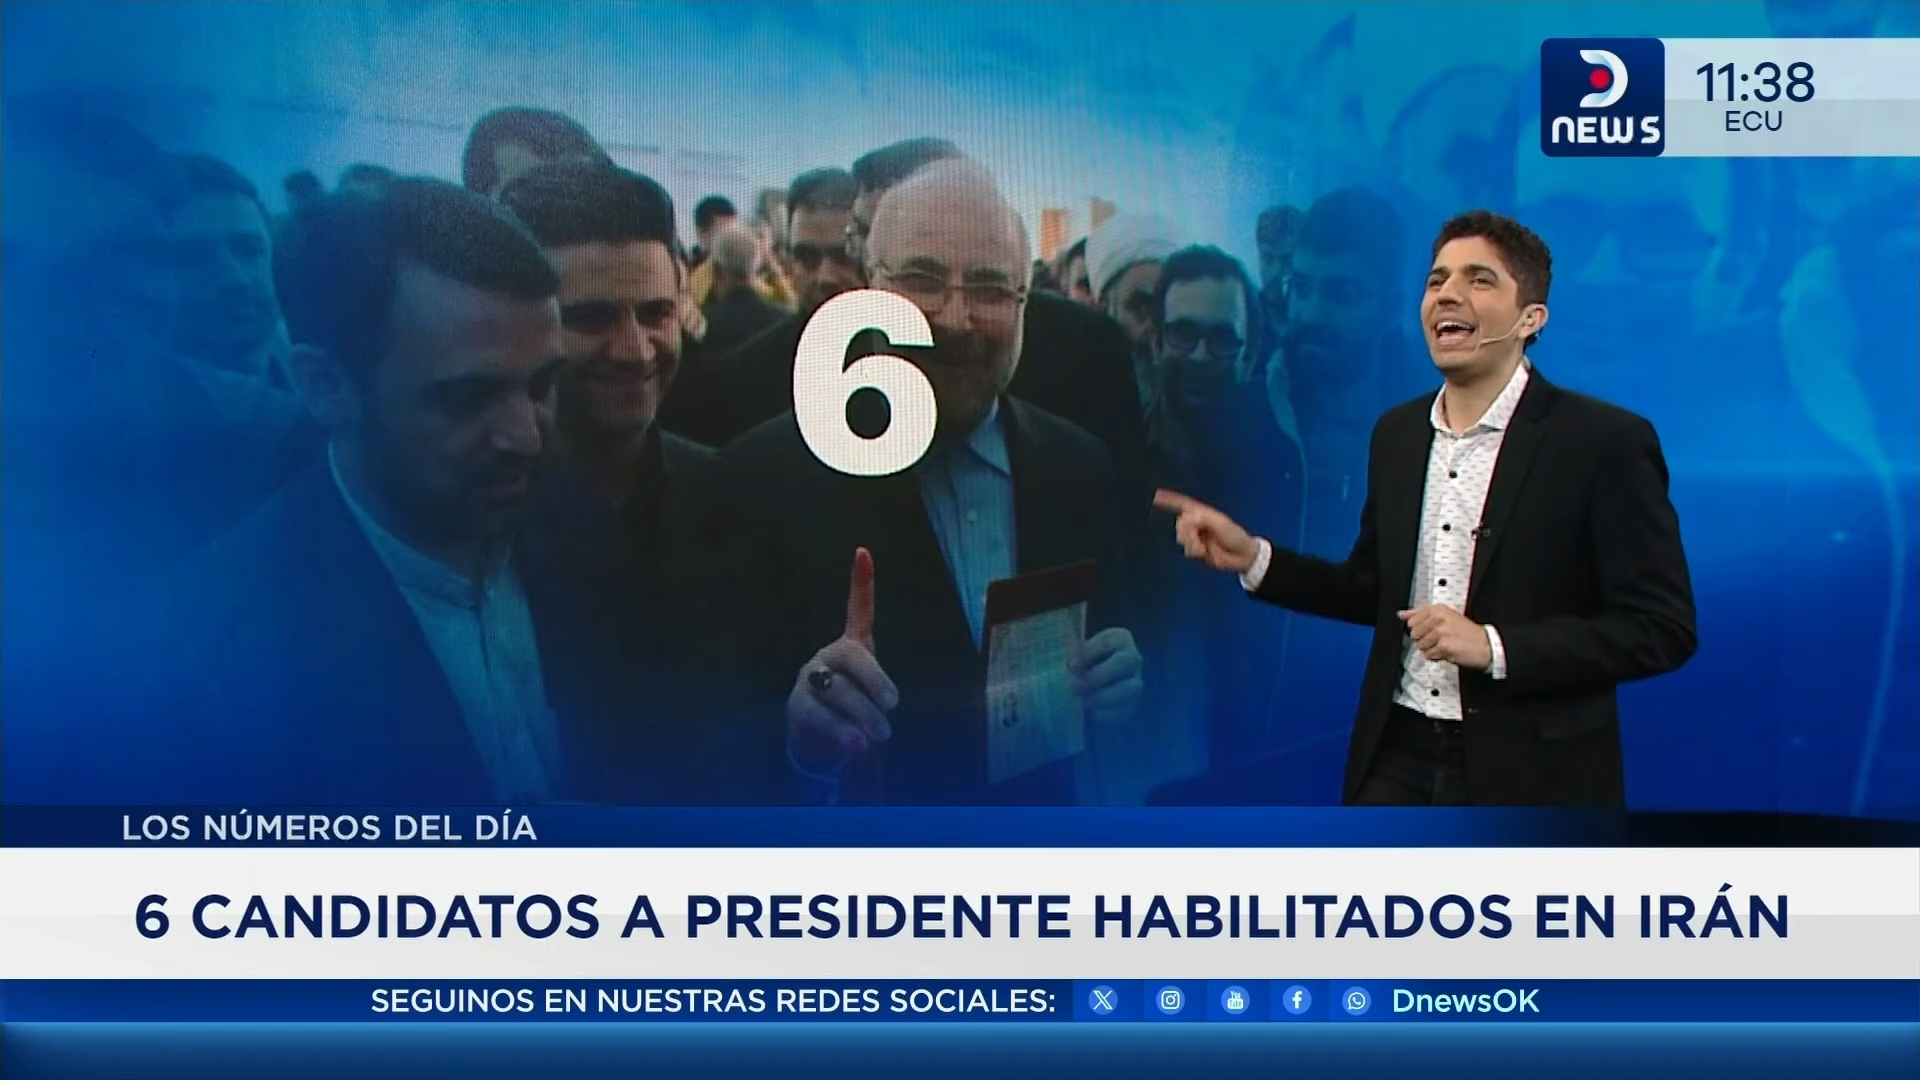 NEWS
11:38
ECU
6
LOS NÚMEROS DEL DÍA
6 CANDIDATOS A PRESIDENTE HABILITADOS EN IRÁN
SEGUINOS EN NUESTRAS REDES SOCIALES: DnewsOK